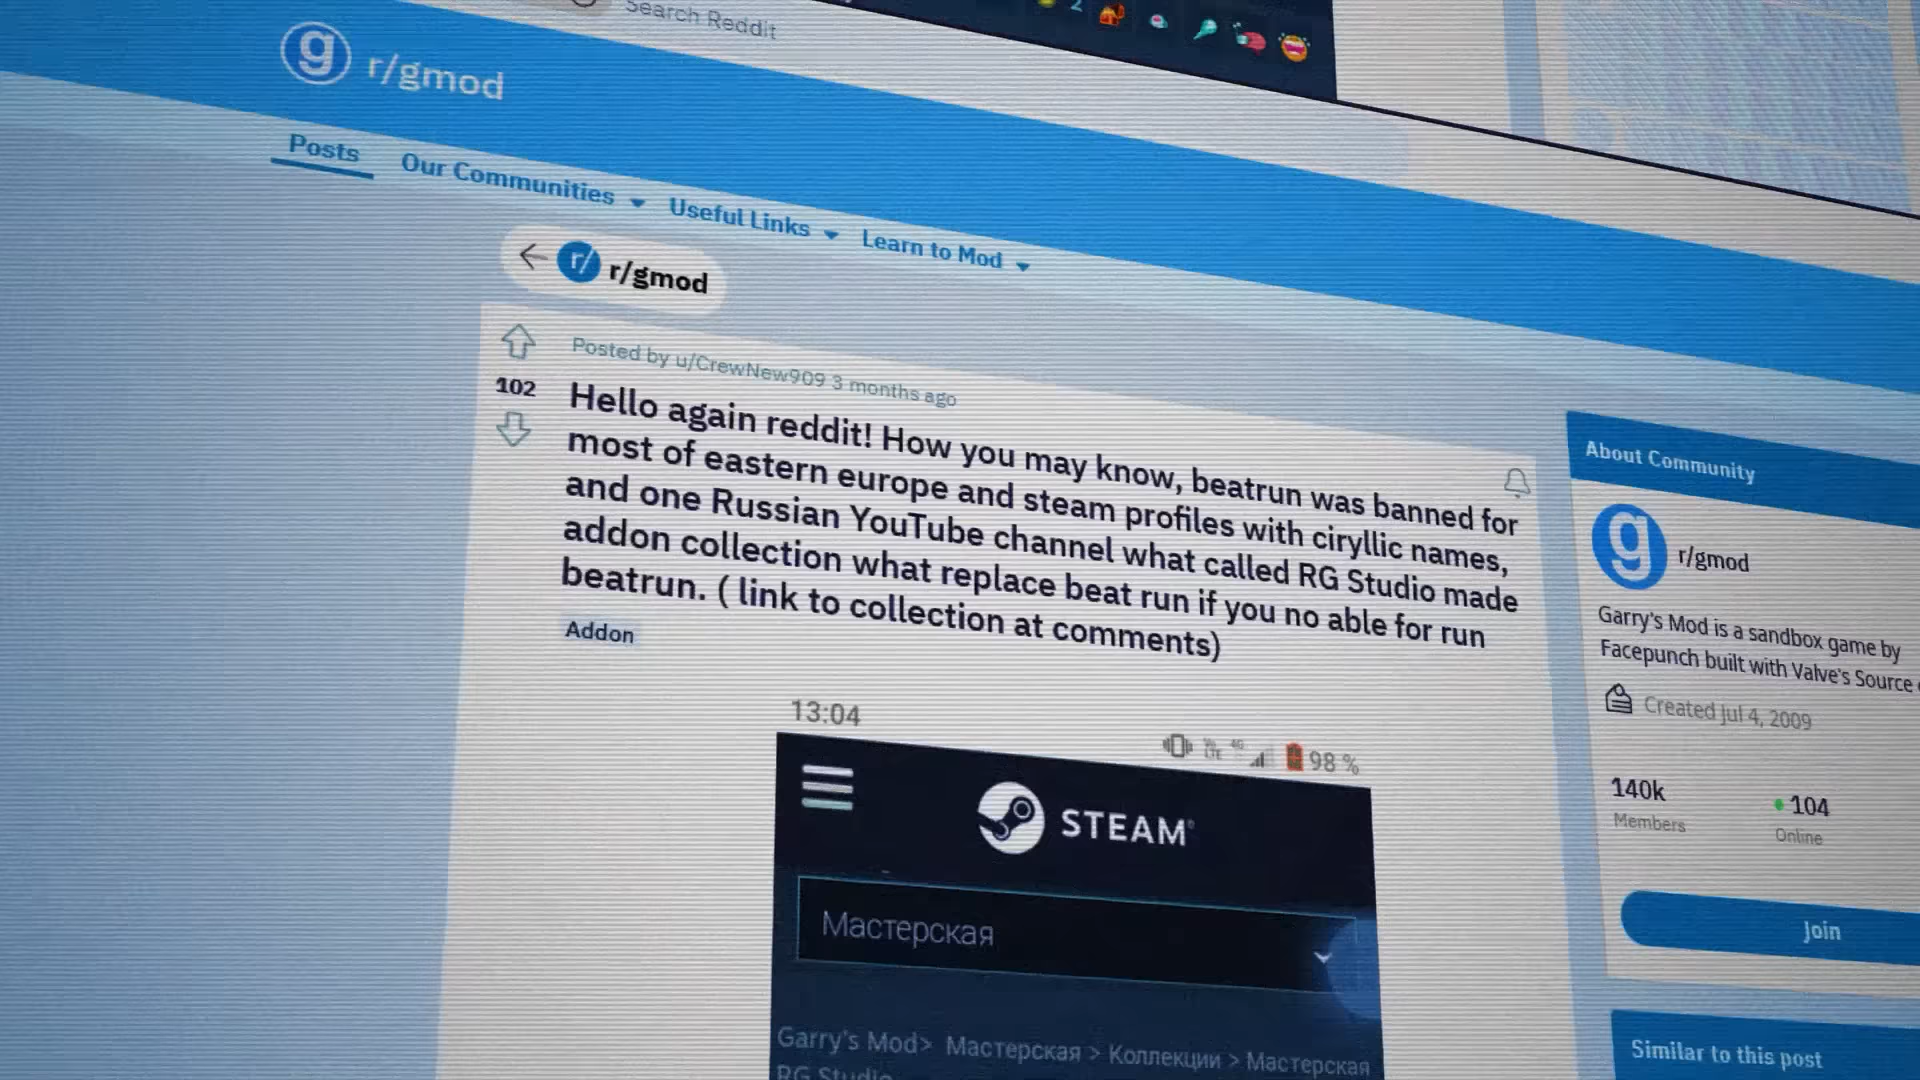 Search Reddit
2
r/gmod
Posts
Our Communities
Useful Links
Learn to Mod
r/ r/gmod
Posted by u/CrewNew909 3 months ago
102
Hello again reddit! How you may know, beatrun was banned for
most of eastern europe and steam profiles with ciryllic names,
and one Russian YouTube channel what called RG Studio made
addon collection what replace beat run if you no able for run
beatrun. ( link to collection at comments)
Addon
13:04
98 %
STEAM
Мастерская
Garry's Mod> Мастерская > Коллекции > Мастерская
RG Studio
About Community
r/gmod
Garry's Mod is a sandbox game by
Facepunch built with Valve's Source
Created Jul 4, 2009
140k
Members
104
Online
Join
Similar to this post